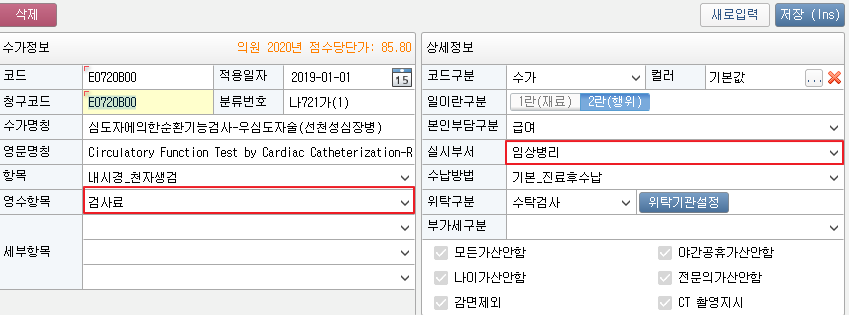 삭제 새로입력 저장 (Ins)
수가정보 의원 2020년 점수당단가: 85.80
코드 E0720B00 적용일자 2019-01-01 15
청구코드 E0720B00 분류번호 나721가(1)
수가명칭 심도자에의한순환기능검사-우심도자술(선천성심장병)
영문명칭 Circulatory Function Test by Cardiac Catheterization-R
항목 내시경_천자생검
영수항목 검사료
세부항목
상세정보
코드구분 수가 컬러 기본값 ...
일이란구분 1란(재료) 2란(행위)
본인부담구분 급여
실시부서 임상병리
수납방법 기본_진료후수납
위탁구분 수탁검사 위탁기관설정
부가세구분
모든가산안함 야간공휴가산안함
나이가산안함 전문의가산안함
감면제외 CT 촬영지시